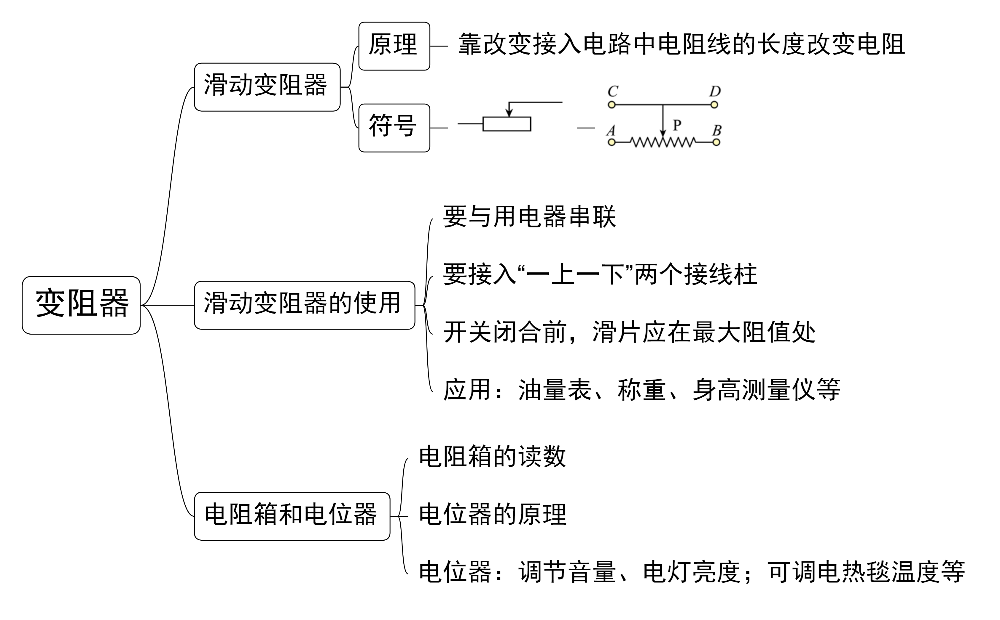 原理
靠改变接入电路中电阻线的长度改变电阻
滑动变阻器
符号
C
D
P
A
B
要与用电器串联
要接入“一上一下”两个接线柱
变阻器
滑动变阻器的使用
开关闭合前，滑片应在最大阻值处
应用：油量表、称重、身高测量仪等
电阻箱的读数
电阻箱和电位器
电位器的原理
电位器：调节音量、电灯亮度；可调电热毯温度等